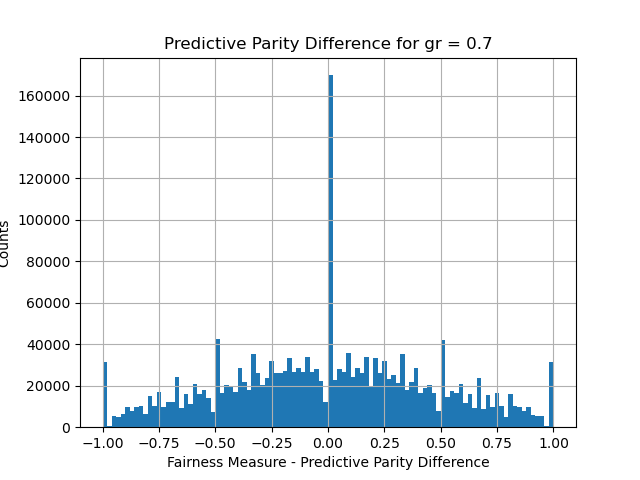 Predictive Parity Difference for gr = 0.7
160000
140000
120000
100000
80000
60000
40000
20000
0
Counts
−1.00 −0.75 −0.50 −0.25 0.00 0.25 0.50 0.75 1.00
Fairness Measure - Predictive Parity Difference